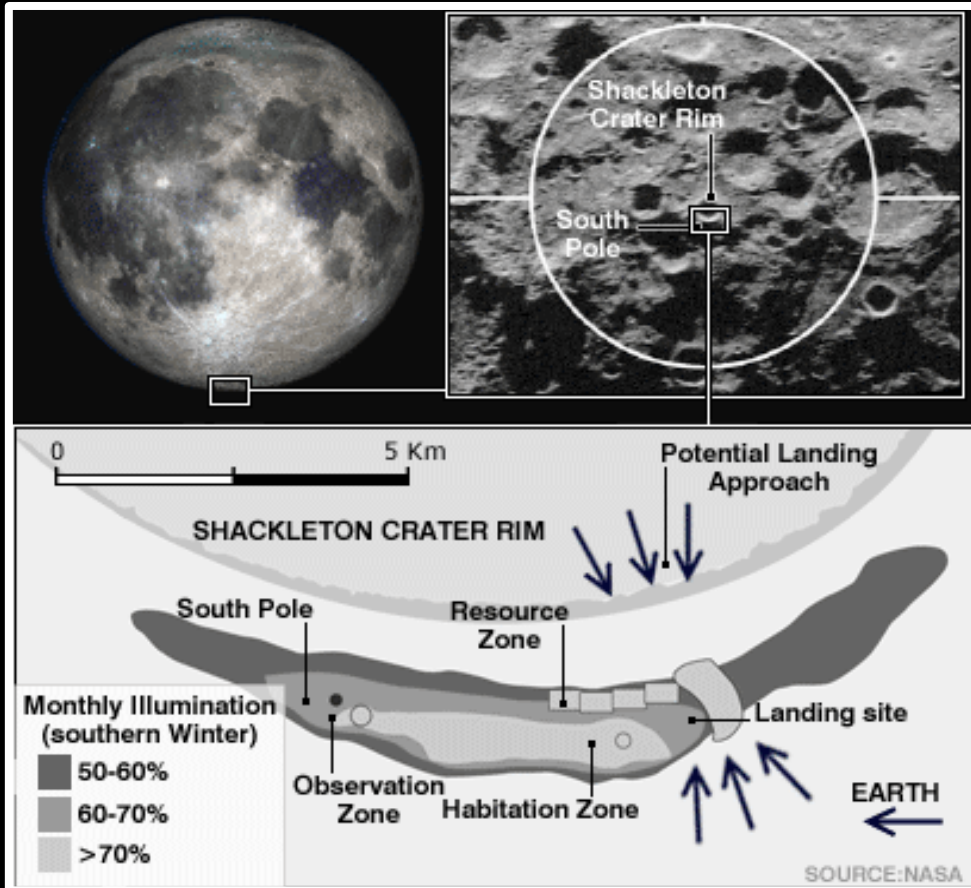 Shackleton
Crater Rim
South
Pole
0
5 Km
Potential Landing
Approach
SHACKLETON CRATER RIM
South Pole
Resource
Zone
Monthly Illumination
(southern Winter)
50-60%
60-70%
>70%
Landing site
Observation
Zone
Habitation Zone
EARTH
SOURCE:NASA